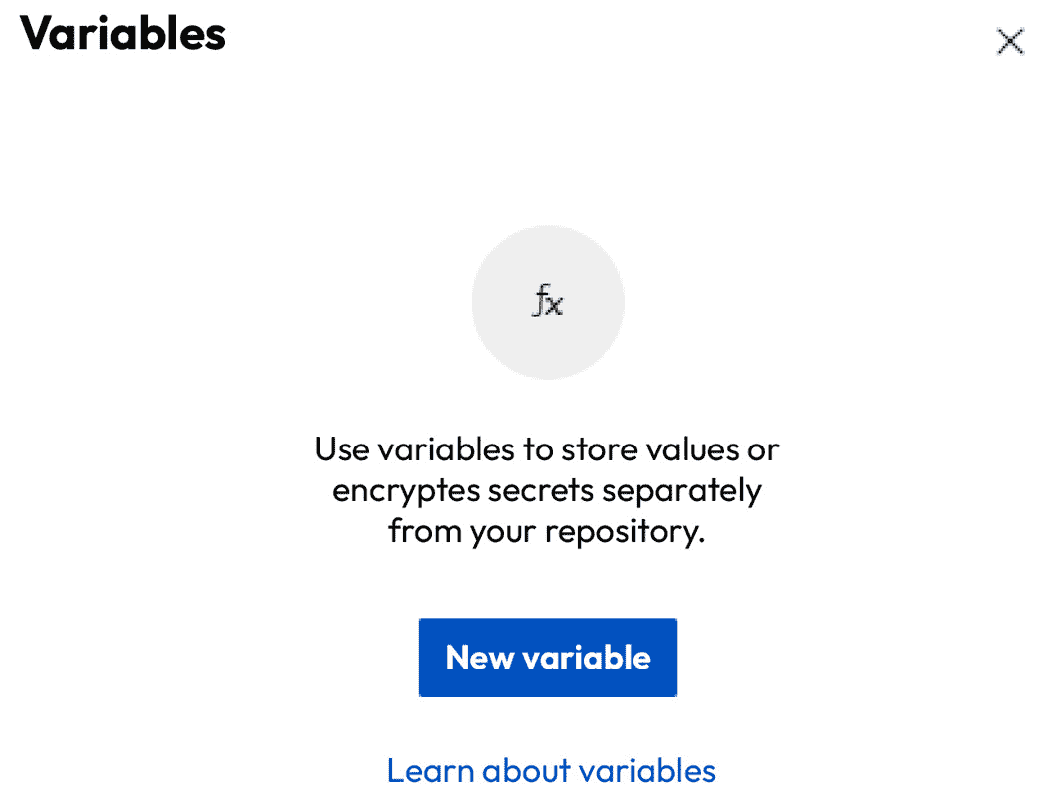 Variables
fx
Use variables to store values or
encryptes secrets separately
from your repository.
New variable
Learn about variables